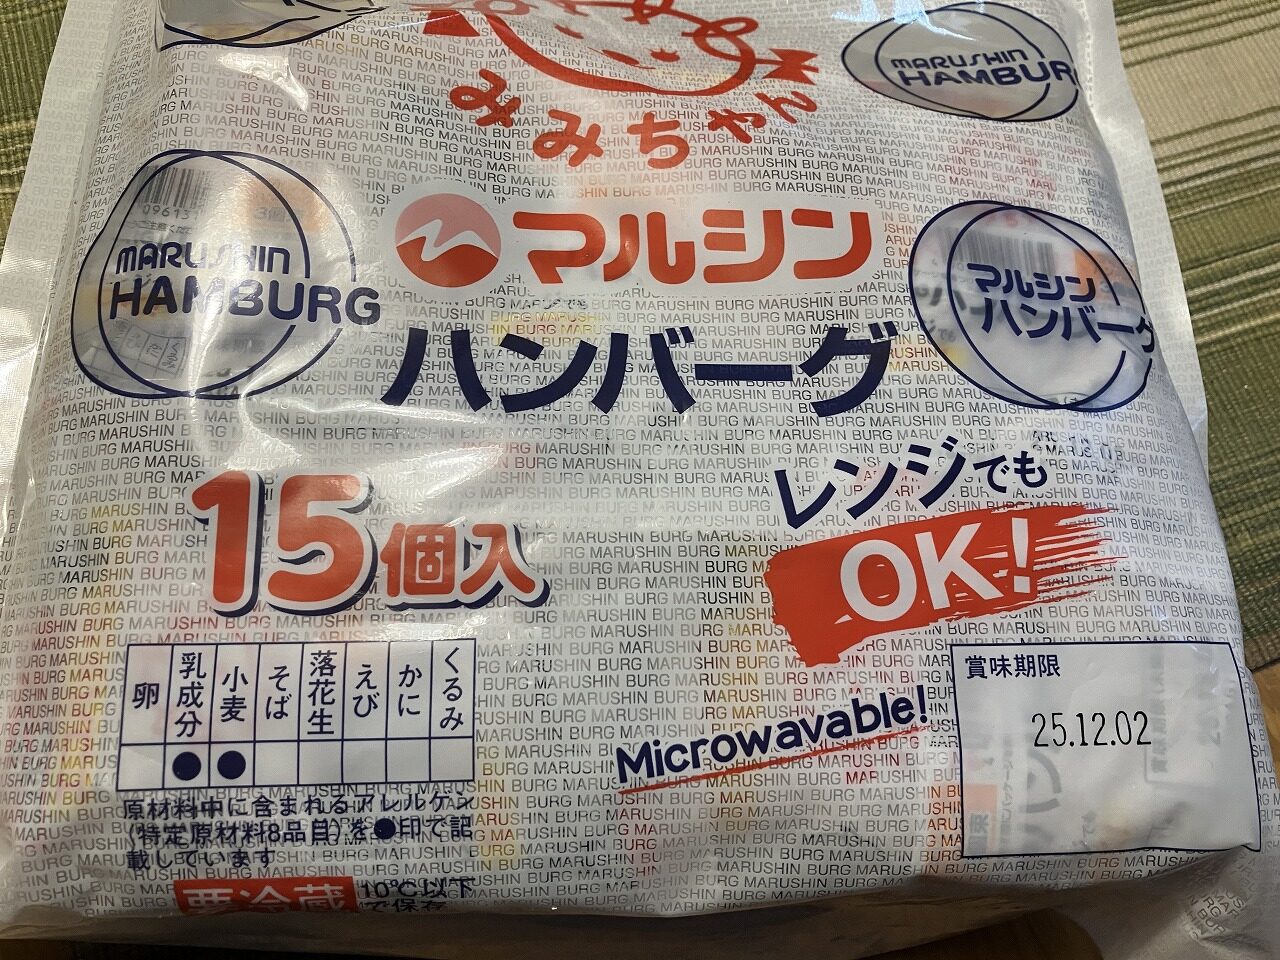 みみちゃん
MARUSHIN
HAMBUR
MARUSHIN
HAMBURG
マルシン
ハンバーグ
マルシン
ハンバーグ
15個入
レンジでも
OK!
Microwavable!
卵 乳成分 小麦 そば 落花生 えび かに くるみ
● ●
原材料中に含まれるアレルゲン
(特定原材料8品目)を●印で記
載しています
要冷蔵 10℃以下
で保存
賞味期限
25.12.02